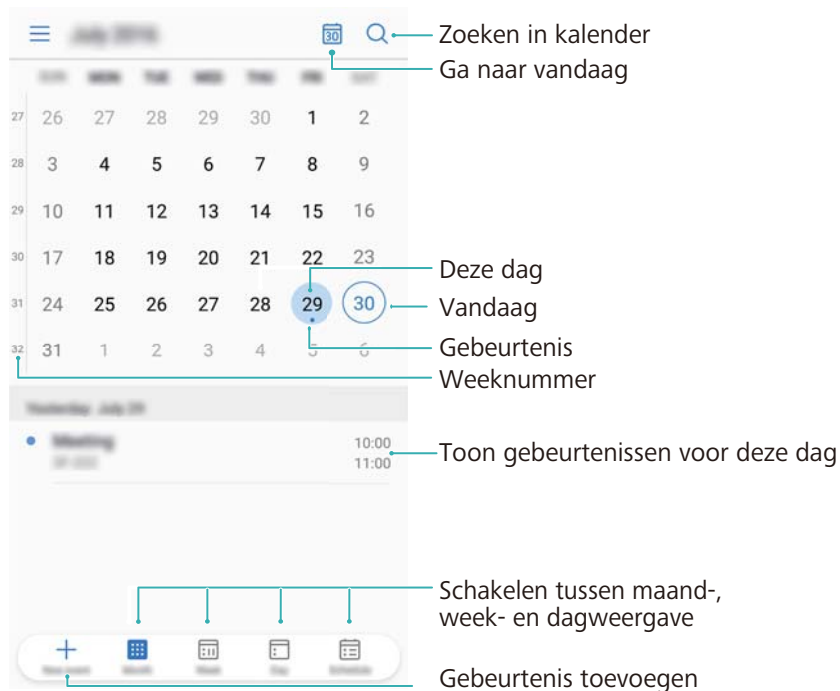 30 Zoeken in kalender
Ga naar vandaag
27 26 27 28 29 30 1 2
28 3 4 5 6 7 8 9
29 10 11 12 13 14 15 16
30 17 18 19 20 21 22 23
Deze dag
31 24 25 26 27 28 29 30 Vandaag
32 31 1 2 3 4 5 6 Gebeurtenis
Weeknummer
10:00
11:00
Toon gebeurtenissen voor deze dag
Schakelen tussen maand-,
week- en dagweergave
Gebeurtenis toevoegen